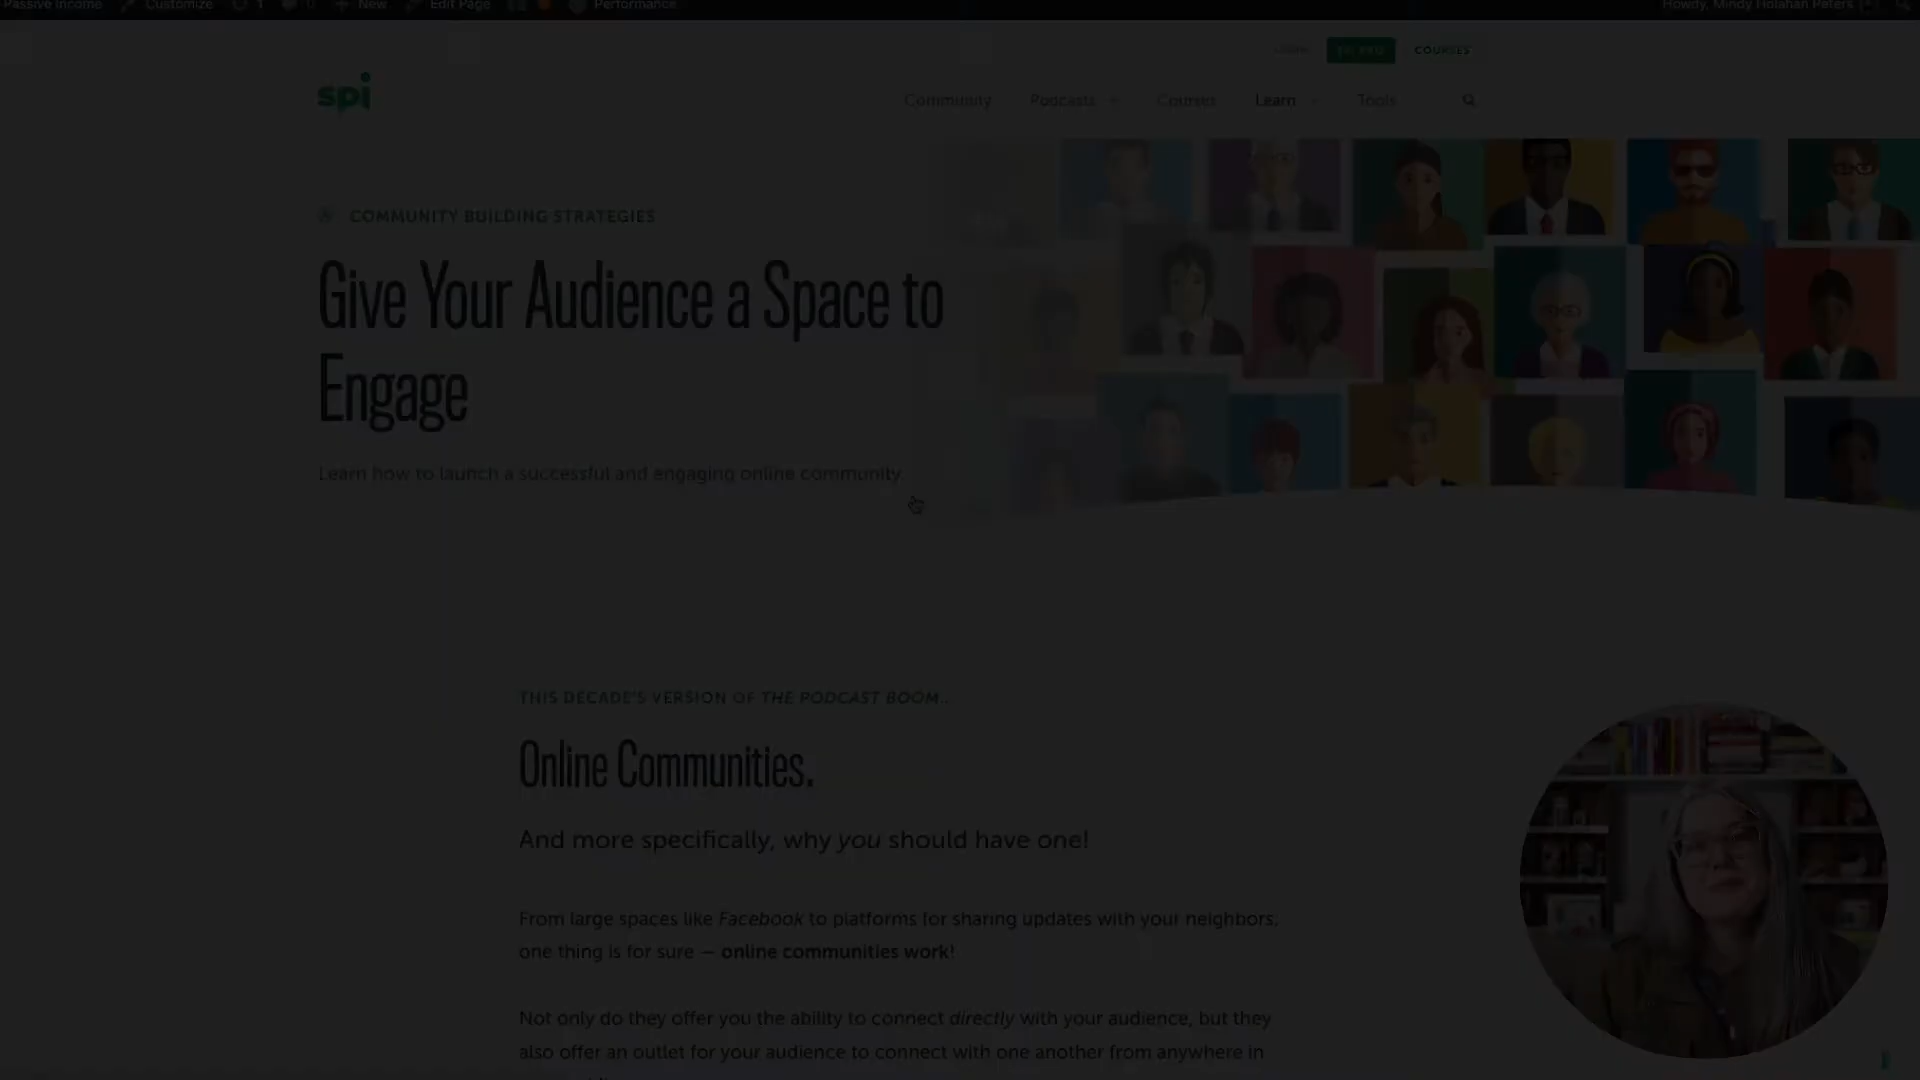 Passive Income Customize 1 0 New Edit Page Performance Howdy, Mindy Holahan Peters
COURSES
spi
Community Podcasts Courses Learn Tools
COMMUNITY BUILDING STRATEGIES
Give Your Audience a Space to
Engage
Learn how to launch a successful and engaging online community.
THIS DECADE'S VERSION OF THE PODCAST BOOM...
Online Communities.
And more specifically, why you should have one!
From large spaces like Facebook to platforms for sharing updates with your neighbors,
one thing is for sure — online communities work!
Not only do they offer you the ability to connect directly with your audience, but they
also offer an outlet for your audience to connect with one another from anywhere in